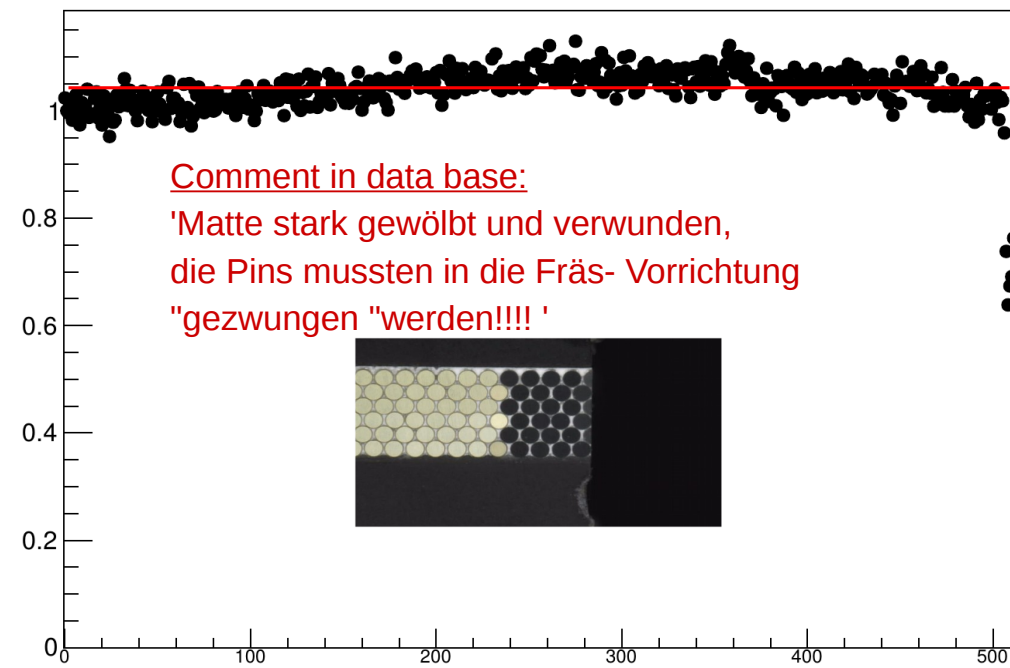 1
Comment in data base:
'Matte stark gewölbt und verwunden,
0.8
die Pins mussten in die Fräs- Vorrichtung
"gezwungen "werden!!!! '
0.6
0.4
0.2
0
0 100 200 300 400 500